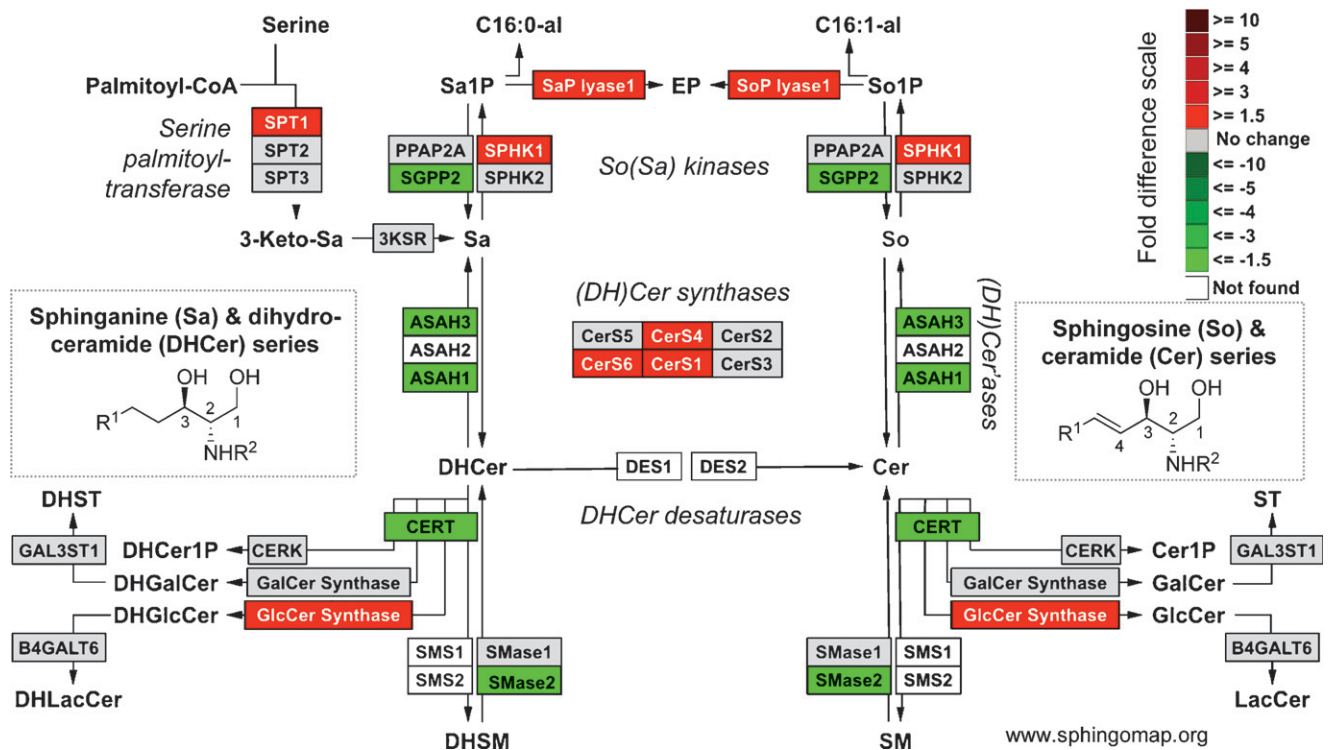 Serine
C16:0-al
C16:1-al
Fold difference scale
>= 10
>= 5
>= 4
>= 3
>= 1.5
No change
<= -10
<= -5
<= -4
<= -3
<= -1.5
Not found
Palmitoyl-CoA
Sa1P
SaP lyase1
EP
SoP lyase1
So1P
Serine
palmitoyl-
transferase
SPT1
SPT2
SPT3
PPAP2A
SPHK1
SGPP2
SPHK2
So(Sa) kinases
PPAP2A
SPHK1
SGPP2
SPHK2
3-Keto-Sa
3KSR
Sa
So
Sphinganine (Sa) & dihydro-
ceramide (DHCer) series
OH
OH
R1
3
2
1
NHR2
ASAH3
ASAH2
ASAH1
(DH)Cer synthases
CerS5
CerS4
CerS2
CerS6
CerS1
CerS3
ASAH3
ASAH2
ASAH1
(DH)Cer'ases
Sphingosine (So) &
ceramide (Cer) series
OH
OH
R1
4
3
2
1
NHR2
DHCer
DES1
DES2
Cer
DHCer desaturases
DHST
GAL3ST1
DHCer1P
CERK
CERT
DHGalCer
GalCer Synthase
DHGlcCer
GlcCer Synthase
B4GALT6
DHLacCer
SMS1
SMase1
SMS2
SMase2
DHSM
CERT
CERK
Cer1P
ST
GAL3ST1
GalCer Synthase
GalCer
GlcCer Synthase
GlcCer
B4GALT6
LacCer
SMase1
SMS1
SMase2
SMS2
SM
www.sphingomap.org